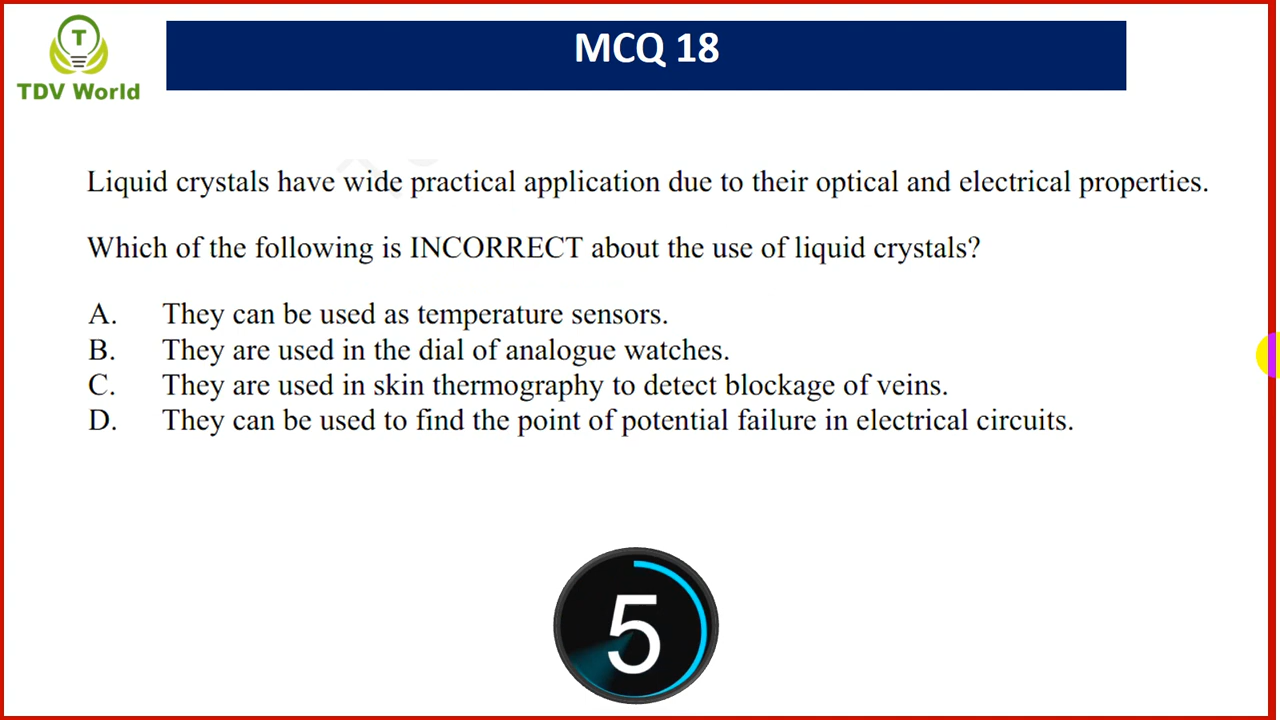 T
TDV World
MCQ 18
Liquid crystals have wide practical application due to their optical and electrical properties.
Which of the following is INCORRECT about the use of liquid crystals?
A. They can be used as temperature sensors.
B. They are used in the dial of analogue watches.
C. They are used in skin thermography to detect blockage of veins.
D. They can be used to find the point of potential failure in electrical circuits.
5